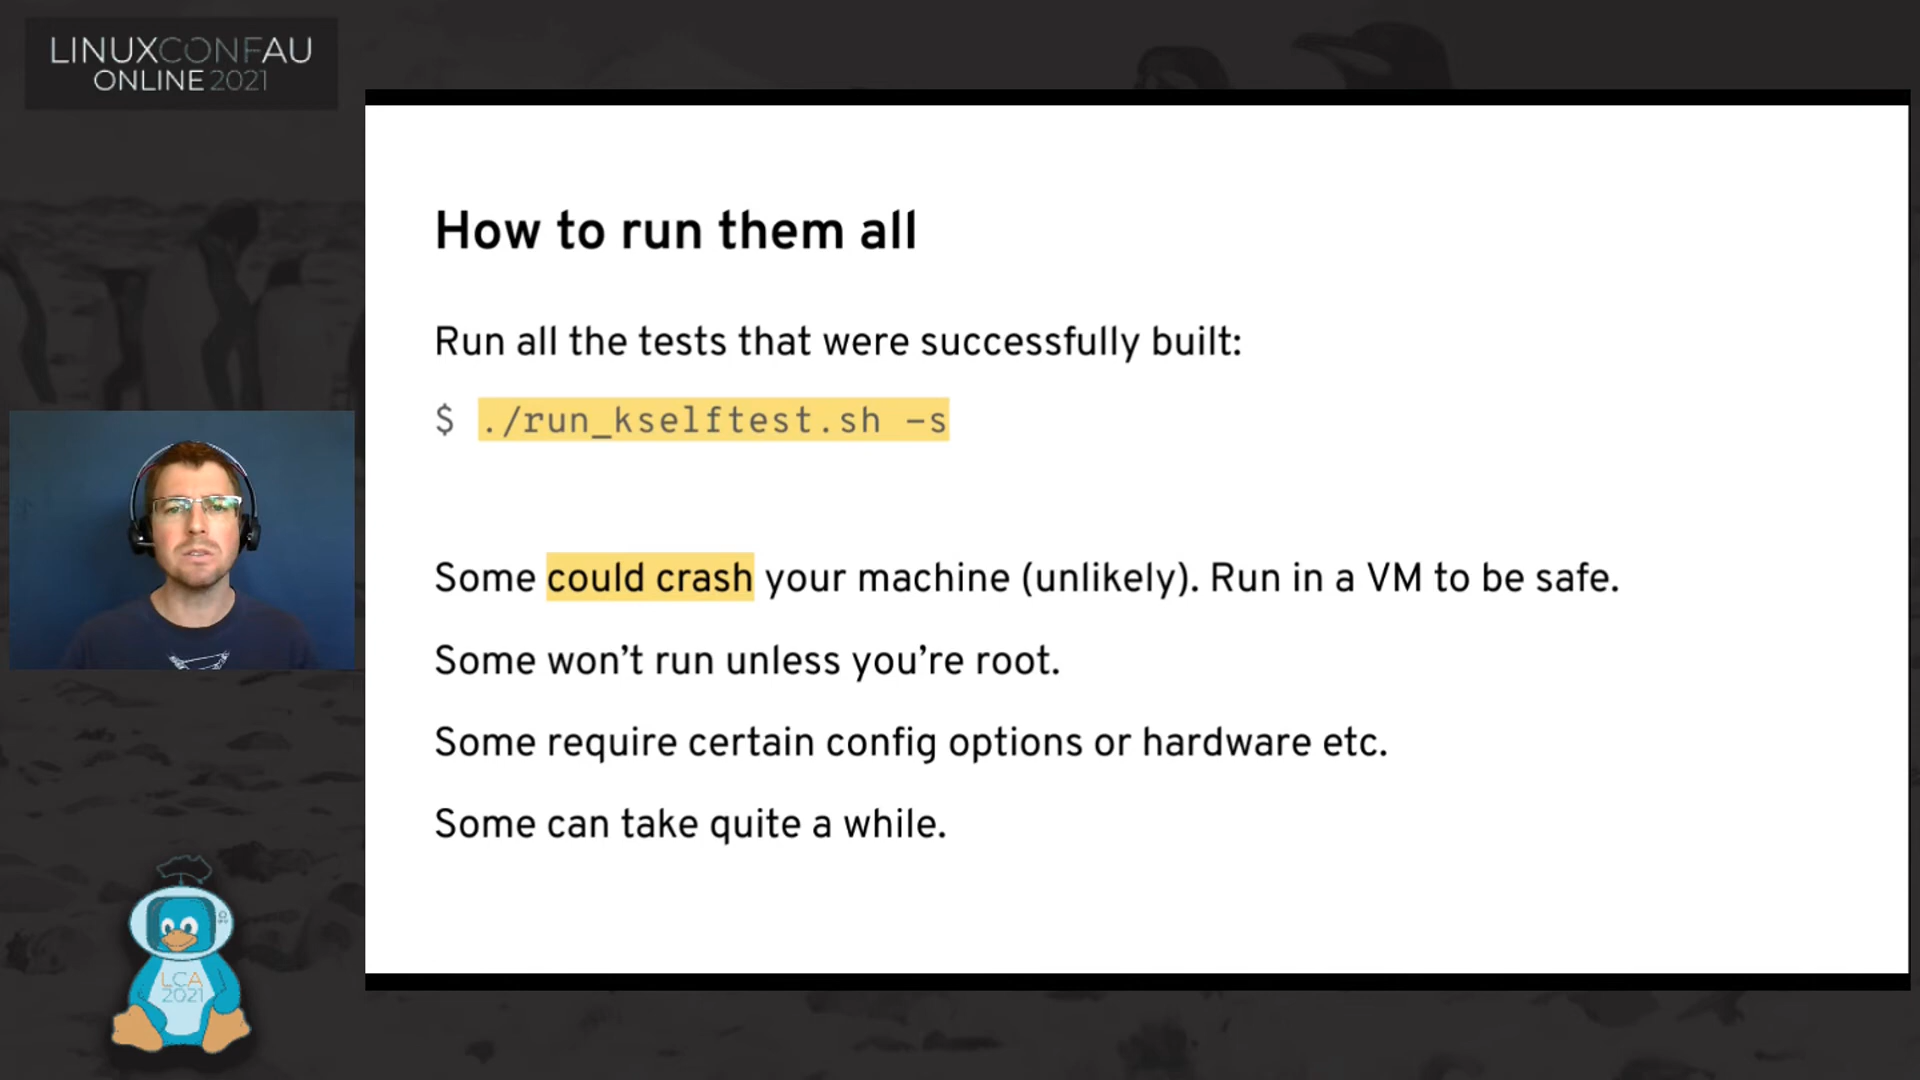 LINUXCONFAU
ONLINE 2021
How to run them all
Run all the tests that were successfully built:
$ ./run_kselftest.sh -s
Some could crash your machine (unlikely). Run in a VM to be safe.
Some won’t run unless you’re root.
Some require certain config options or hardware etc.
Some can take quite a while.
LCA
2021